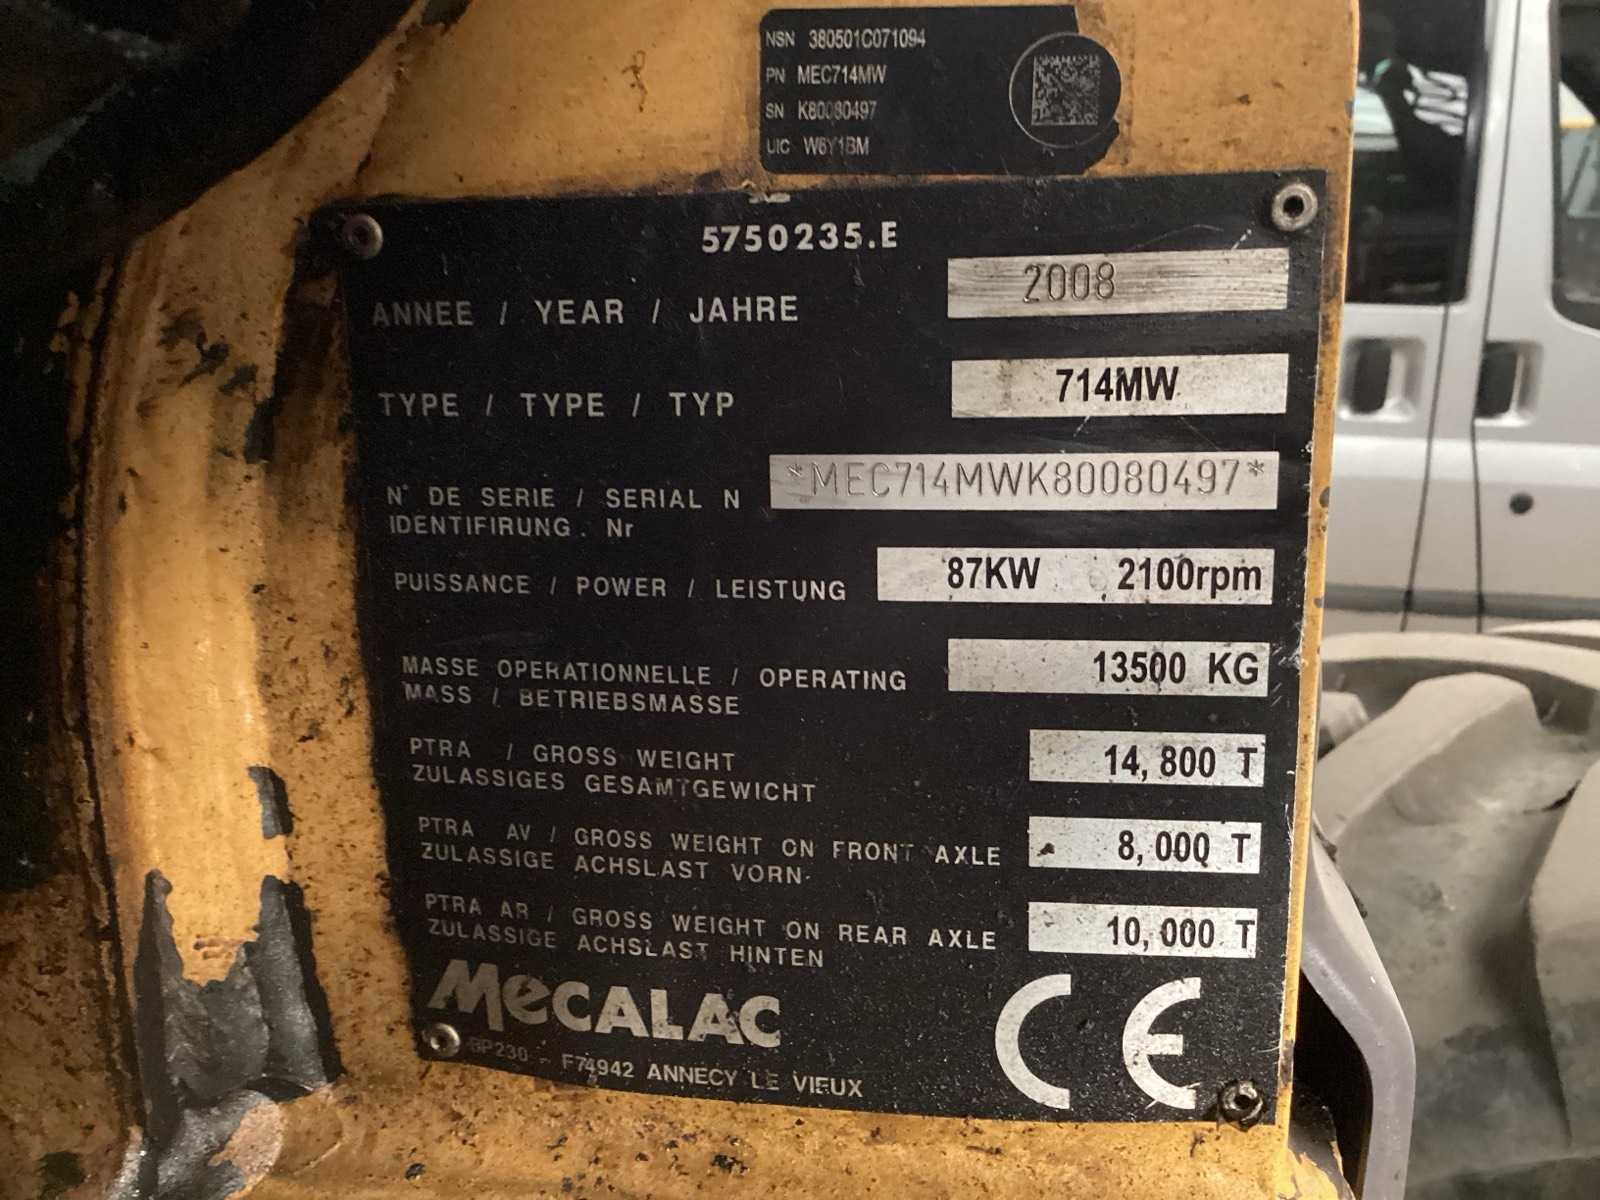 NSN 380501C071094
PN MEC714MW
SN K80080497
UIC W6Y1BM
5750235.E
ANNEE / YEAR / JAHRE 2008
TYPE / TYPE / TYP 714MW
N° DE SERIE / SERIAL N *MEC714MWK80080497*
IDENTIFIRUNG. Nr
PUISSANCE / POWER / LEISTUNG 87KW 2100rpm
MASSE OPERATIONNELLE / OPERATING 13500 KG
MASS / BETRIEBSMASSE
PTRA / GROSS WEIGHT 14,800 T
ZULASSIGES GESAMTGEWICHT
PTRA AV / GROSS WEIGHT ON FRONT AXLE 8,000 T
ZULASSIGE ACHSLAST VORN
PTRA AR / GROSS WEIGHT ON REAR AXLE 10,000 T
ZULASSIGE ACHSLAST HINTEN
MeCALAC
BP230 - F74942 ANNECY LE VIEUX
CE